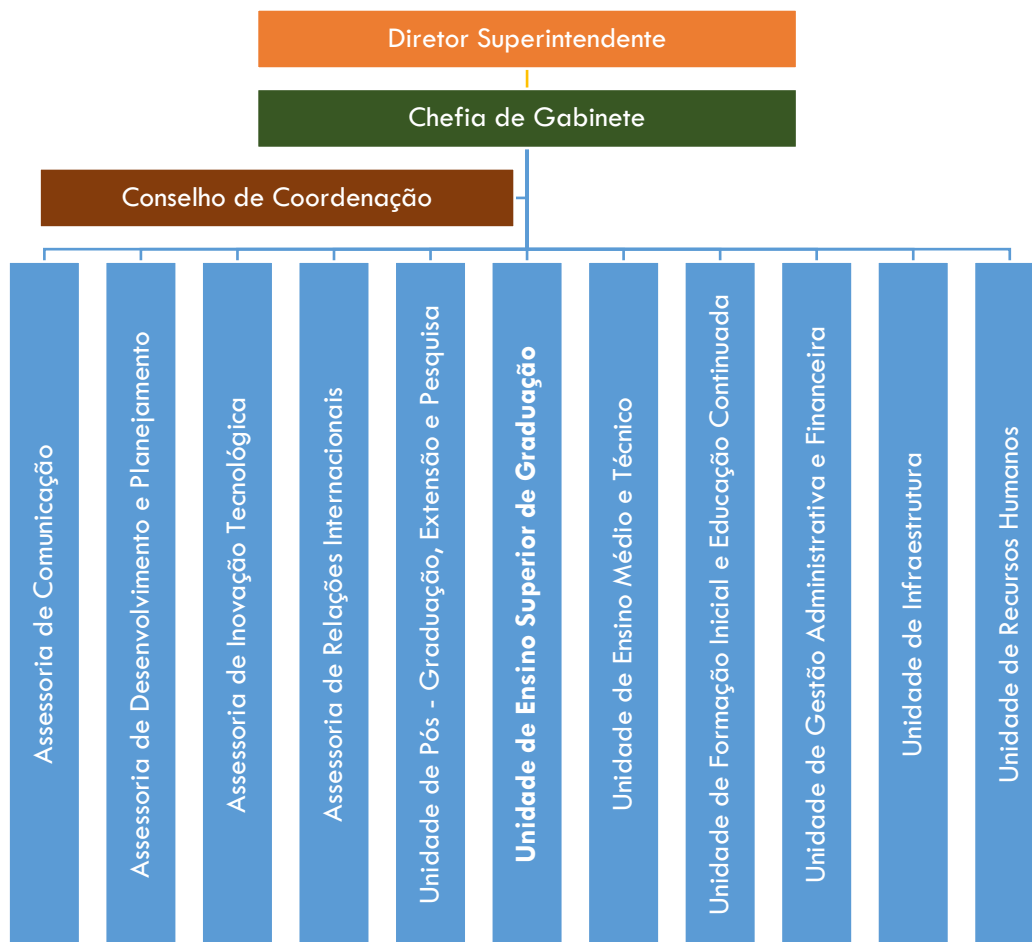 Diretor Superintendente
Chefia de Gabinete
Conselho de Coordenação
Assessoria de Comunicação
Assessoria de Desenvolvimento e Planejamento
Assessoria de Inovação Tecnológica
Assessoria de Relações Internacionais
Unidade de Pós - Graduação, Extensão e Pesquisa
Unidade de Ensino Superior de Graduação
Unidade de Ensino Médio e Técnico
Unidade de Formação Inicial e Educação Continuada
Unidade de Gestão Administrativa e Financeira
Unidade de Infraestrutura
Unidade de Recursos Humanos